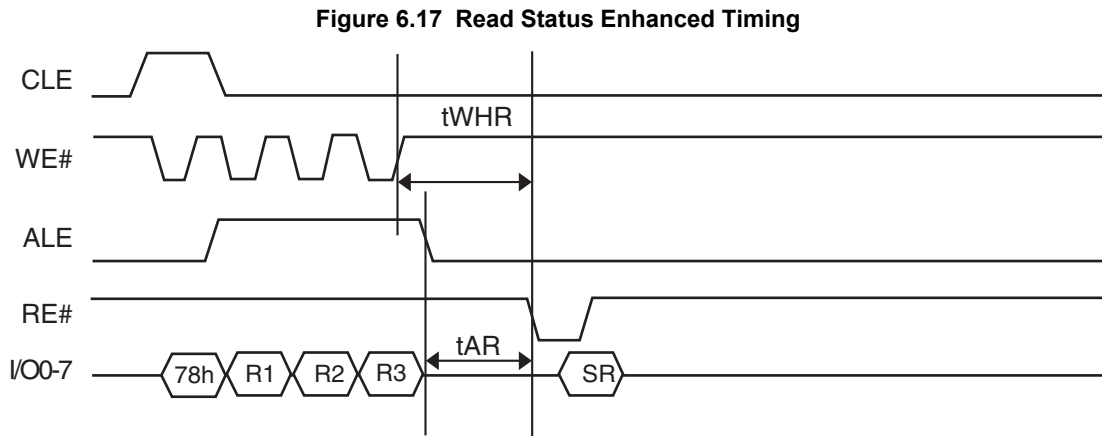 Figure 6.17 Read Status Enhanced Timing
CLE
tWHR
WE#
ALE
RE#
tAR
I/O0-7
78h R1 R2 R3 SR